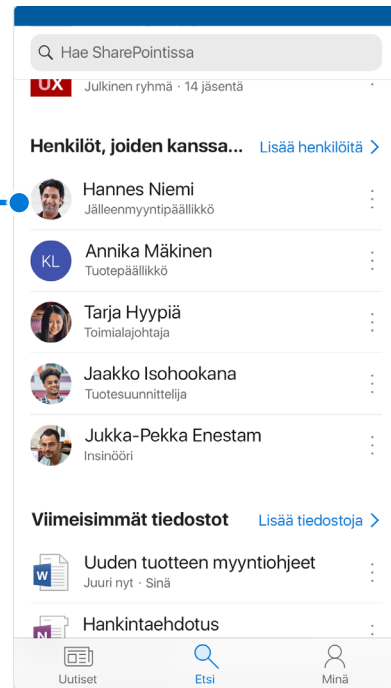 Hae SharePointissa
UX
Julkinen ryhmä · 14 jäsentä
Henkilöt, joiden kanssa... Lisää henkilöitä
Hannes Niemi
Jälleenmyyntipäällikkö
KL
Annika Mäkinen
Tuotepäällikkö
Tarja Hyypiä
Toimialajohtaja
Jaakko Isohookana
Tuotesuunnittelija
Jukka-Pekka Enestam
Insinööri
Viimeisimmät tiedostot Lisää tiedostoja
W
Uuden tuotteen myyntiohjeet
Juuri nyt · Sinä
N
Hankintaehdotus
Uutiset Etsi Minä